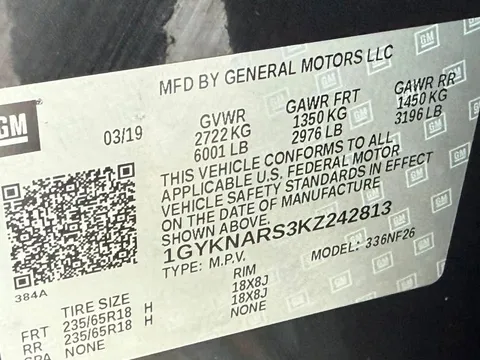 MFD BY GENERAL MOTORS LLC
GM
03/19
GVWR GAWR FRT GAWR RR
2722 KG 1350 KG 1450 KG
6001 LB 2976 LB 3196 LB
THIS VEHICLE CONFORMS TO ALL
APPLICABLE U.S. FEDERAL MOTOR
VEHICLE SAFETY STANDARDS IN EFFECT
ON THE DATE OF MANUFACTURE
SHOWN ABOVE.
1GYKNARS3KZ242813
TYPE: M.P.V. MODEL: 336NF26
384A
TIRE SIZE RIM
FRT 235/65R18 H 18X8J
RR 235/65R18 H 18X8J
SPA NONE NONE